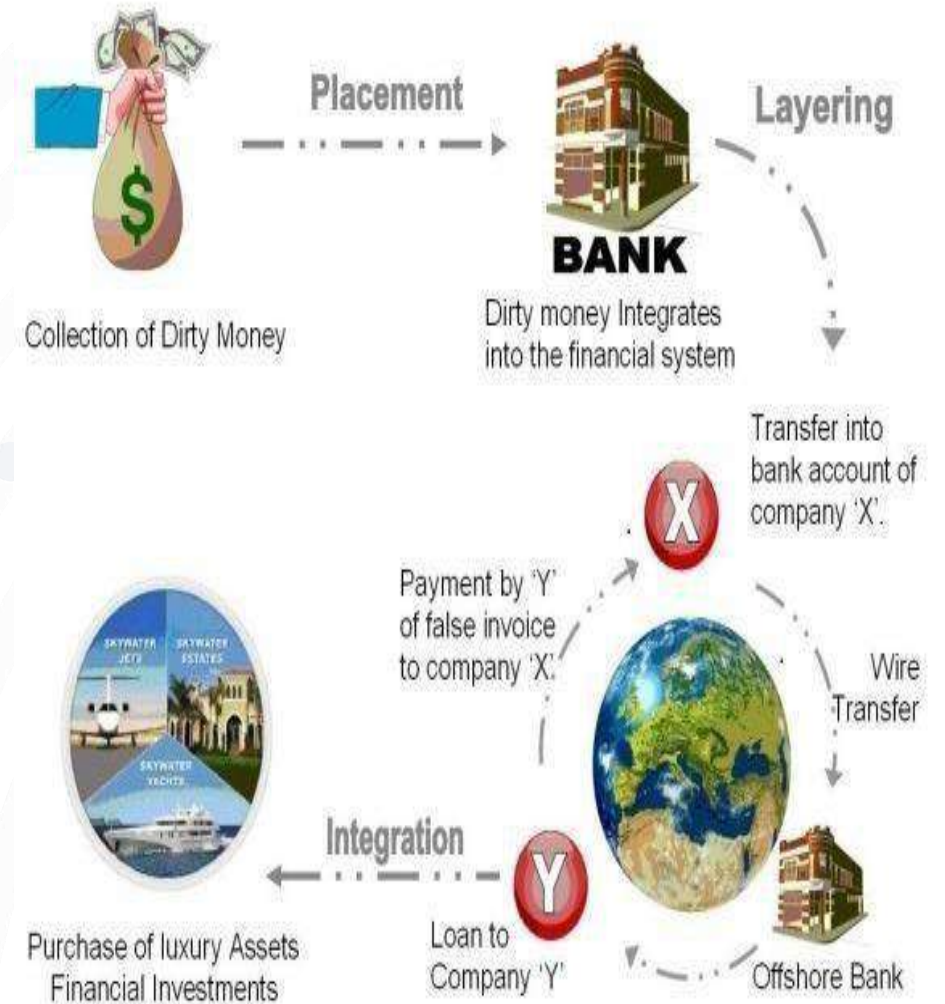 Placement
Layering
$
BANK
Collection of Dirty Money
Dirty money Integrates
into the financial system
Transfer into
bank account of
company ‘X’.
X
Payment by ‘Y’
of false invoice
to company ‘X’.
Wire
Transfer
SKYWATER
JETS
SKYWATER
ESTATES
SKYWATER
YACHTS
Integration
Y
Purchase of luxury Assets
Financial Investments
Loan to
Company ‘Y’
Offshore Bank